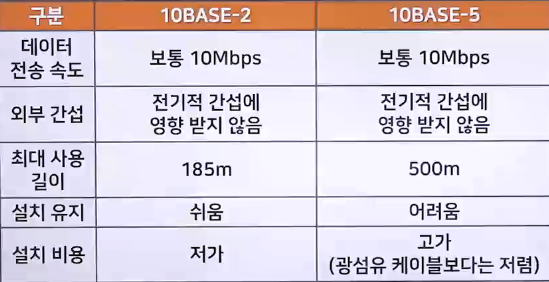 구분 10BASE-2 10BASE-5
데이터
전송 속도 보통 10Mbps 보통 10Mbps
외부 간섭 전기적 간섭에
영향 받지 않음 전기적 간섭에
영향 받지 않음
최대 사용
길이 185m 500m
설치 유지 쉬움 어려움
설치 비용 저가 고가
(광섬유 케이블보다는 저렴)